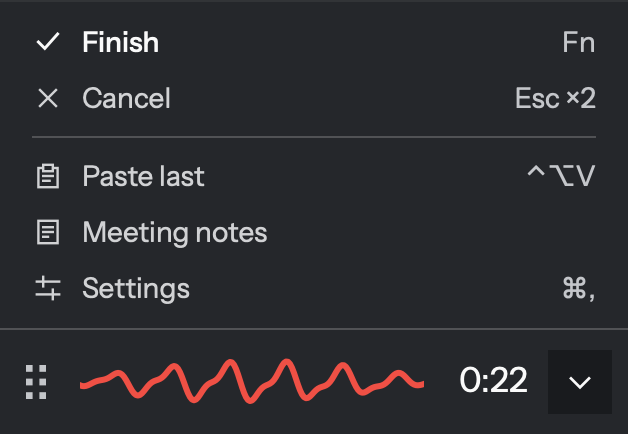 Finish Fn
Cancel Esc ×2
Paste last ⌃⌥V
Meeting notes
Settings ⌘,
0:22